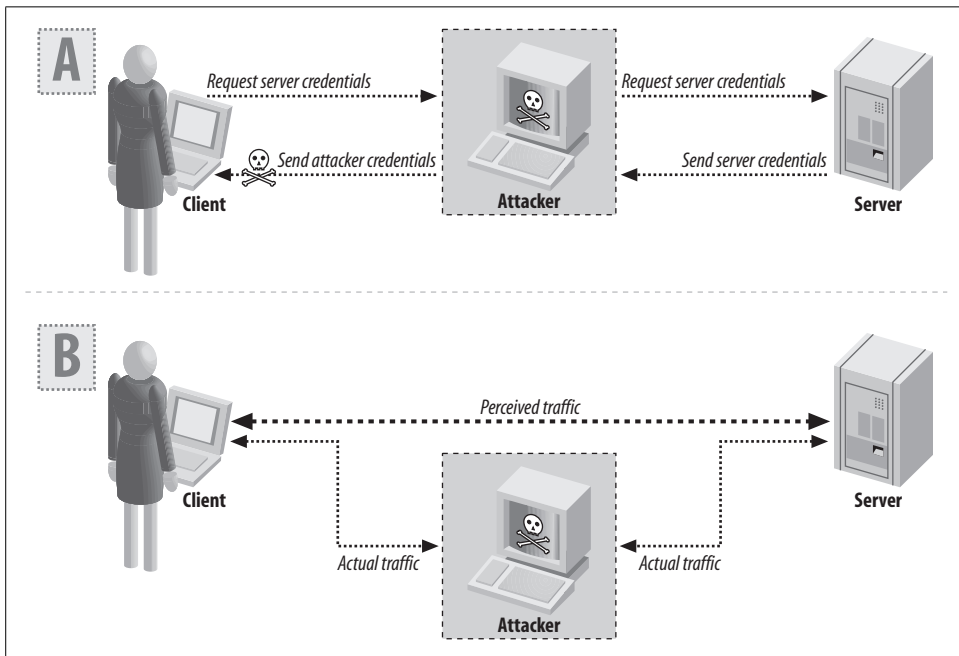 A
Request server credentials
Request server credentials
Send attacker credentials
Send server credentials
Client
Attacker
Server
B
Perceived traffic
Client
Server
Actual traffic
Actual traffic
Attacker